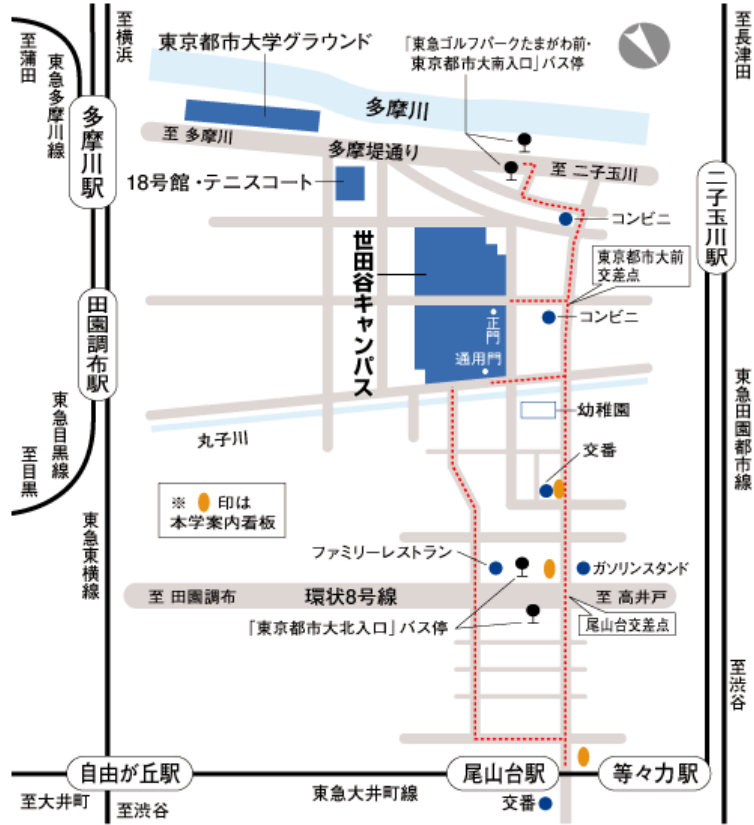 至横浜
至蒲田
東急多摩川線
多摩川駅
東京都市大学グラウンド
「東急ゴルフパークたまがわ前・
東京都市大南入口」バス停
至長津田
多摩川
至 多摩川
多摩堤通り
至 二子玉川
二子玉川駅
18号館・テニスコート
コンビニ
世田谷キャンパス
東京都市大前
交差点
田園調布駅
正門
コンビニ
通用門
東急目黒線
至目黒
東急田園都市線
幼稚園
丸子川
交番
※ 印は
本学案内看板
東急東横線
ファミリーレストラン
ガソリンスタンド
至 田園調布
環状8号線
至 高井戸
「東京都市大北入口」バス停
尾山台交差点
至渋谷
自由が丘駅
尾山台駅
等々力駅
至大井町
至渋谷
東急大井町線
交番